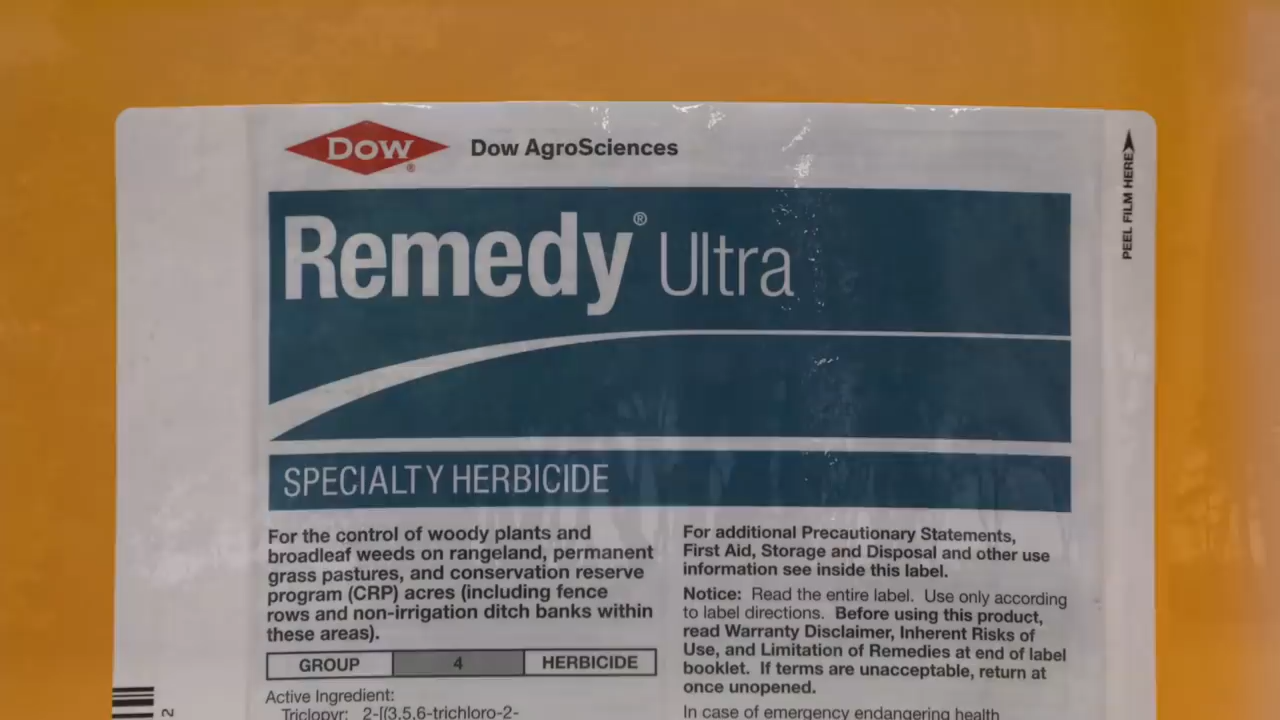 DOW
Dow AgroSciences
PEEL FILM HERE
Remedy® Ultra
SPECIALTY HERBICIDE
For the control of woody plants and
broadleaf weeds on rangeland, permanent
grass pastures, and conservation reserve
program (CRP) acres (including fence
rows and non-irrigation ditch banks within
these areas).
GROUP 4 HERBICIDE
Active Ingredient:
Triclopyr: 2-[(3,5,6-trichloro-2-
For additional Precautionary Statements,
First Aid, Storage and Disposal and other use
information see inside this label.
Notice: Read the entire label. Use only according
to label directions. Before using this product,
read Warranty Disclaimer, Inherent Risks of
Use, and Limitation of Remedies at end of label
booklet. If terms are unacceptable, return at
once unopened.
In case of emergency endangering health
2